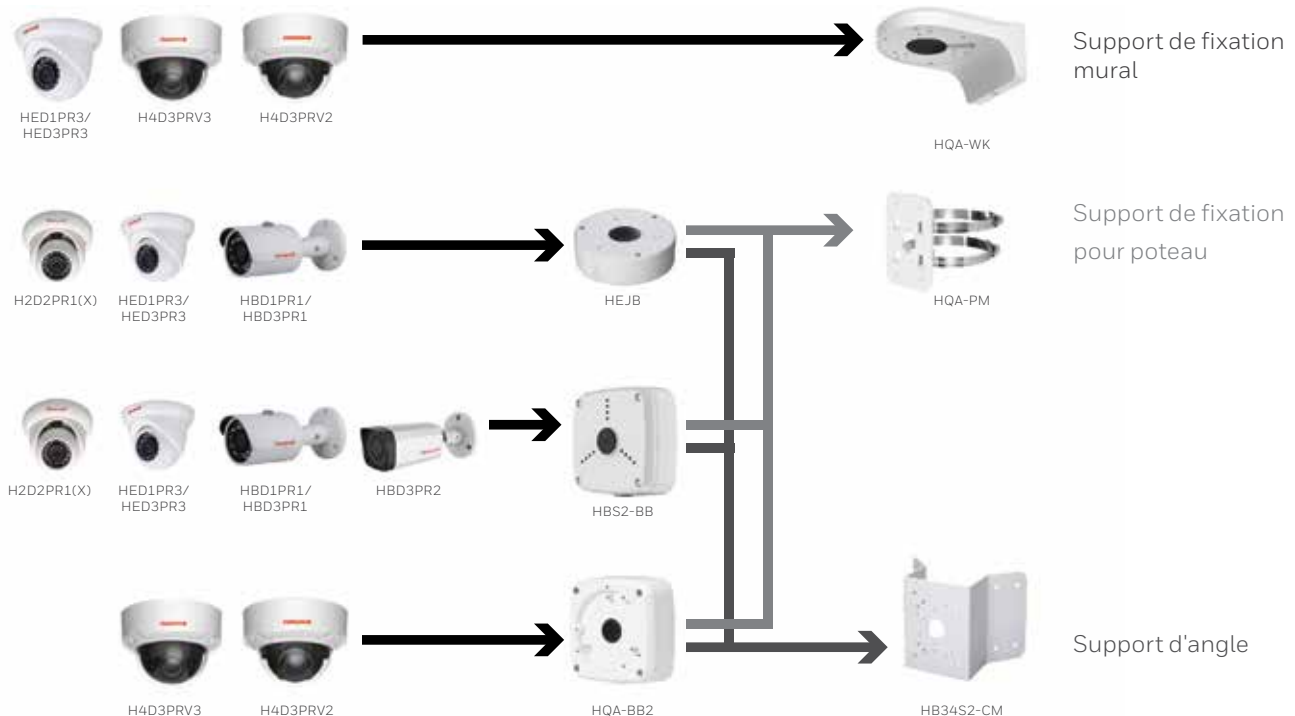 Support de fixation
mural
HED1PR3/
HED3PR3
H4D3PRV3
H4D3PRV2
HQA-WK
Support de fixation
pour poteau
H2D2PR1(X)
HED1PR3/
HED3PR3
HBD1PR1/
HBD3PR1
HEJB
HQA-PM
H2D2PR1(X)
HED1PR3/
HED3PR3
HBD1PR1/
HBD3PR1
HBD3PR2
HBS2-BB
Support d'angle
H4D3PRV3
H4D3PRV2
HQA-BB2
HB34S2-CM